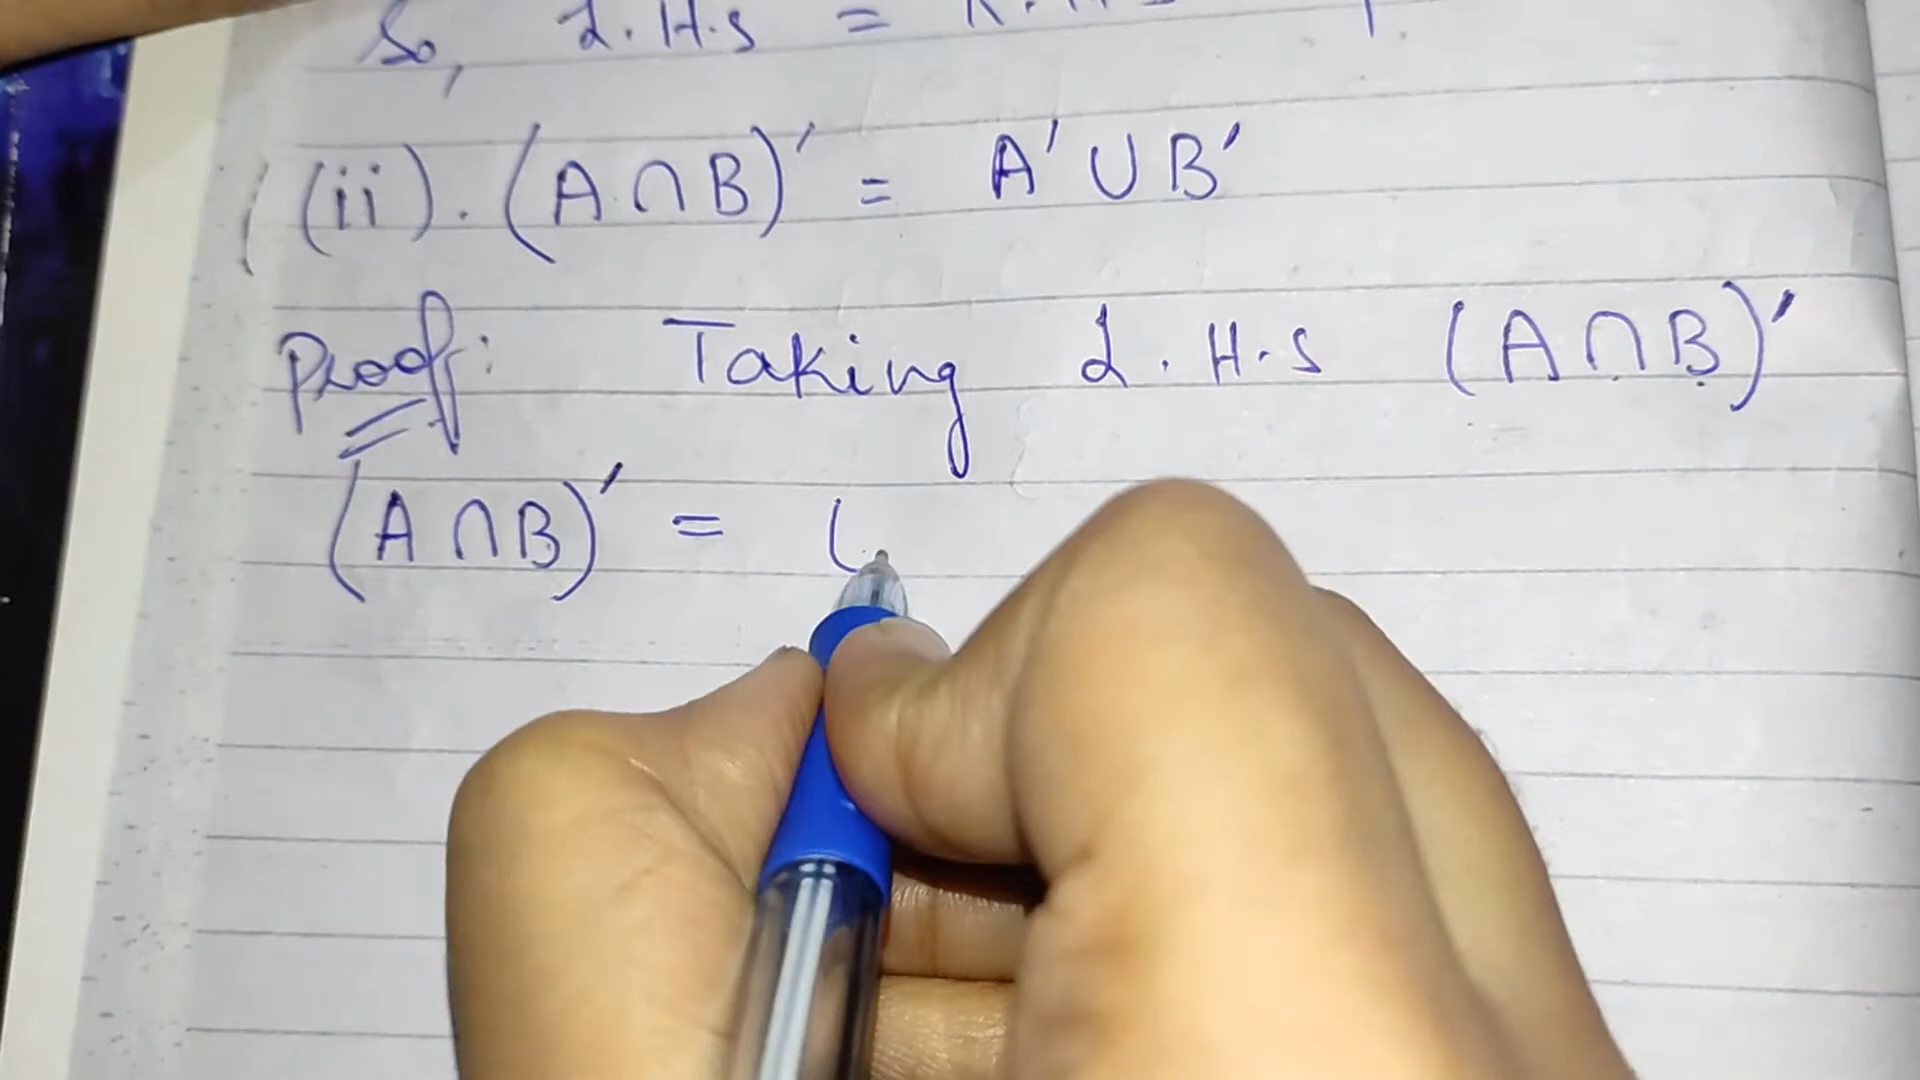 So, L.H.S =
(ii). (A∩B)′ = A′∪B′
Proof: Taking L.H.S (A∩B)′
(A∩B)′ = (